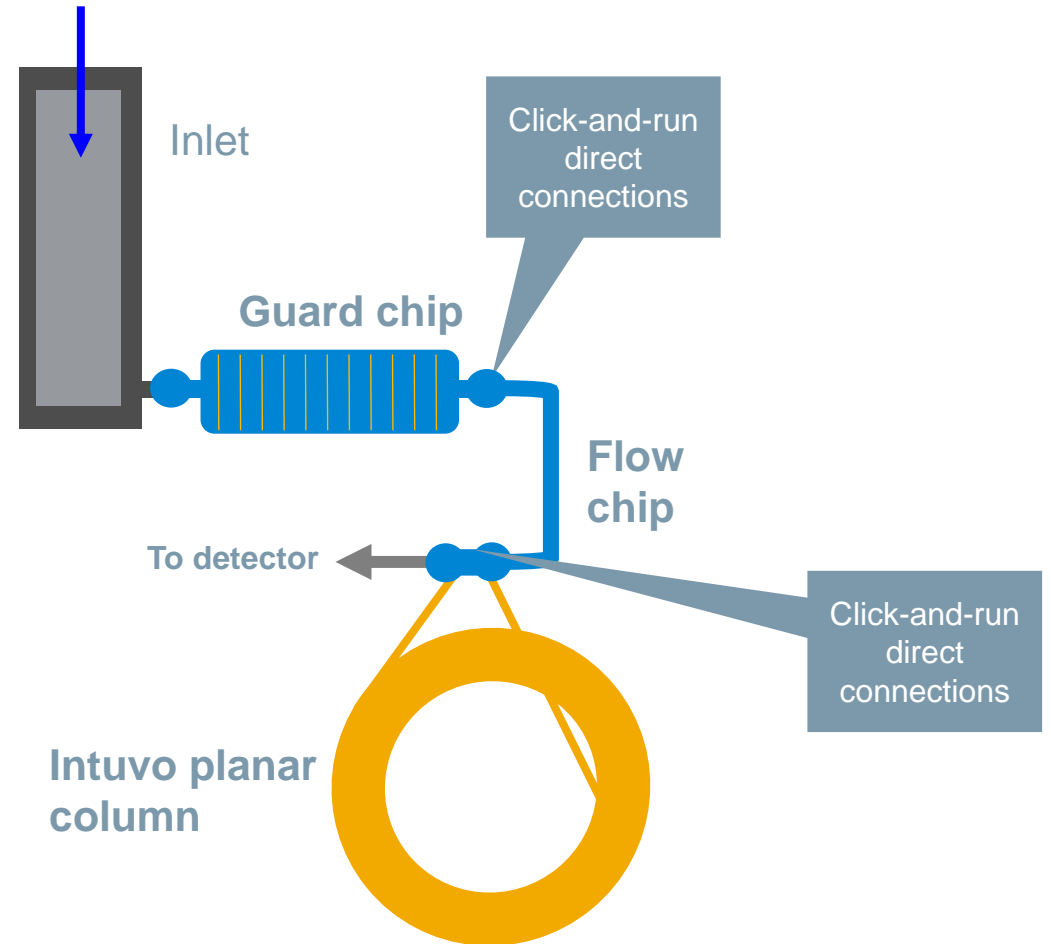 Inlet
Click-and-run
direct
connections
Guard chip
Flow
chip
To detector
Click-and-run
direct
connections
Intuvo planar
column